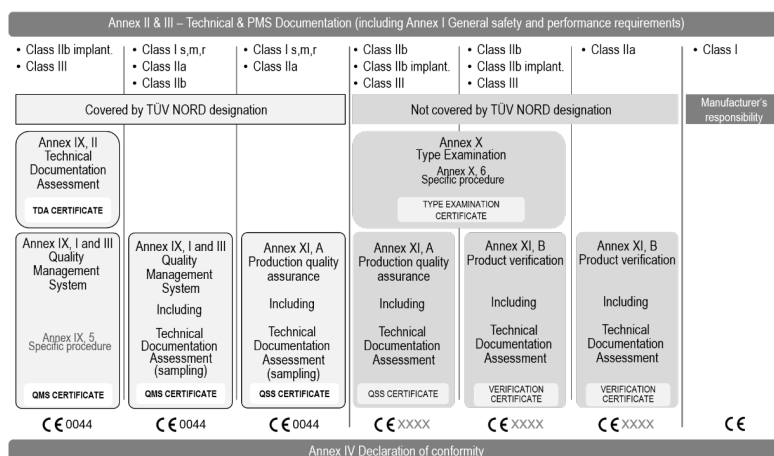 Annex II & III – Technical & PMS Documentation (including Annex I General safety and performance requirements)
• Class IIb implant.
• Class III
• Class I s,m,r
• Class IIa
• Class IIb
• Class I s,m,r
• Class IIa
• Class IIb
• Class IIb implant.
• Class III
• Class IIb
• Class IIb implant.
• Class III
• Class IIa
• Class I
Covered by TÜV NORD designation
Not covered by TÜV NORD designation
Manufacturer's
responsibility
Annex IX, II
Technical
Documentation
Assessment
TDA CERTIFICATE
Annex X
Type Examination
Annex X, 6
Specific procedure
TYPE EXAMINATION
CERTIFICATE
Annex IX, I and III
Quality
Management
System
Annex IX, 5,
Specific procedure
QMS CERTIFICATE
Annex IX, I and III
Quality
Management
System
Including
Technical
Documentation
Assessment
(sampling)
QMS CERTIFICATE
Annex XI, A
Production quality
assurance
Including
Technical
Documentation
Assessment
(sampling)
QSS CERTIFICATE
Annex XI, A
Production quality
assurance
Including
Technical
Documentation
Assessment
QSS CERTIFICATE
Annex XI, B
Product verification
Including
Technical
Documentation
Assessment
VERIFICATION
CERTIFICATE
Annex XI, B
Product verification
Including
Technical
Documentation
Assessment
VERIFICATION
CERTIFICATE
CE 0044
CE 0044
CE 0044
CE XXXX
CE XXXX
CE XXXX
CE
Annex IV Declaration of conformity